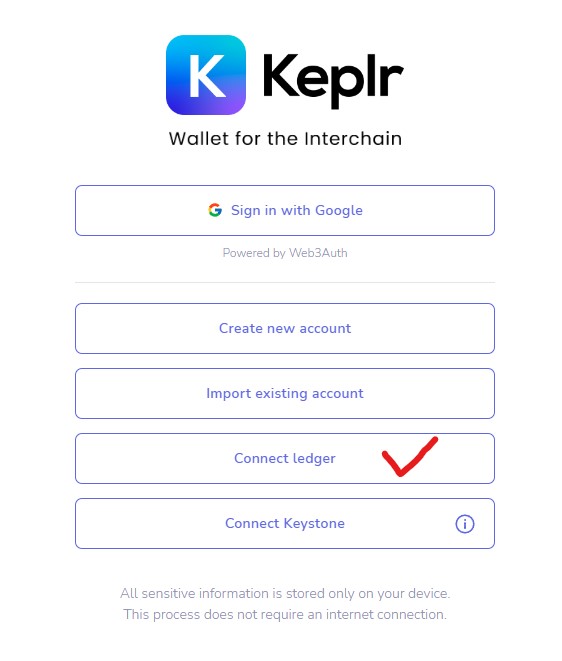 K Keplr
Wallet for the Interchain
Sign in with Google
Powered by Web3Auth
Create new account
Import existing account
Connect ledger
Connect Keystone
All sensitive information is stored only on your device.
This process does not require an internet connection.